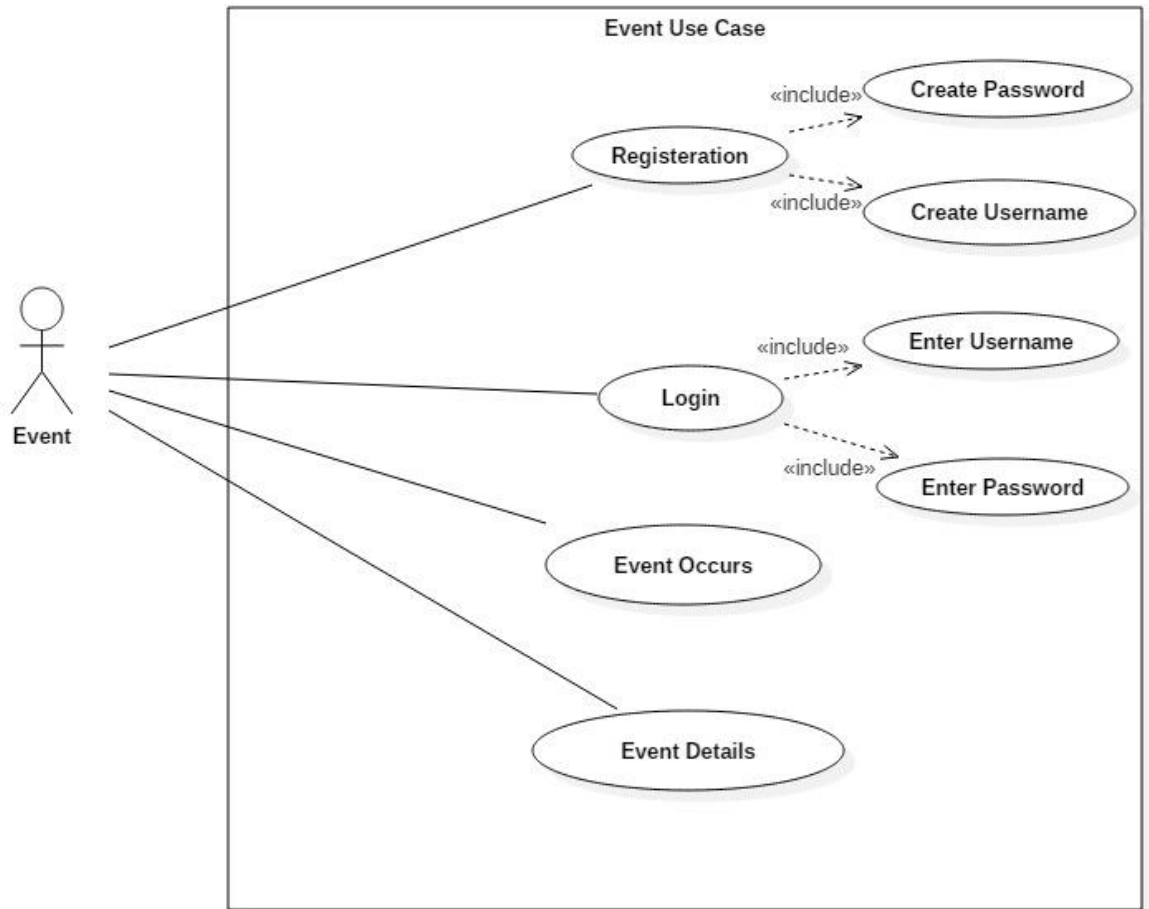 Event Use Case
«include»
Create Password
Registeration
«include»
Create Username
Event
«include»
Enter Username
Login
«include»
Enter Password
Event Occurs
Event Details